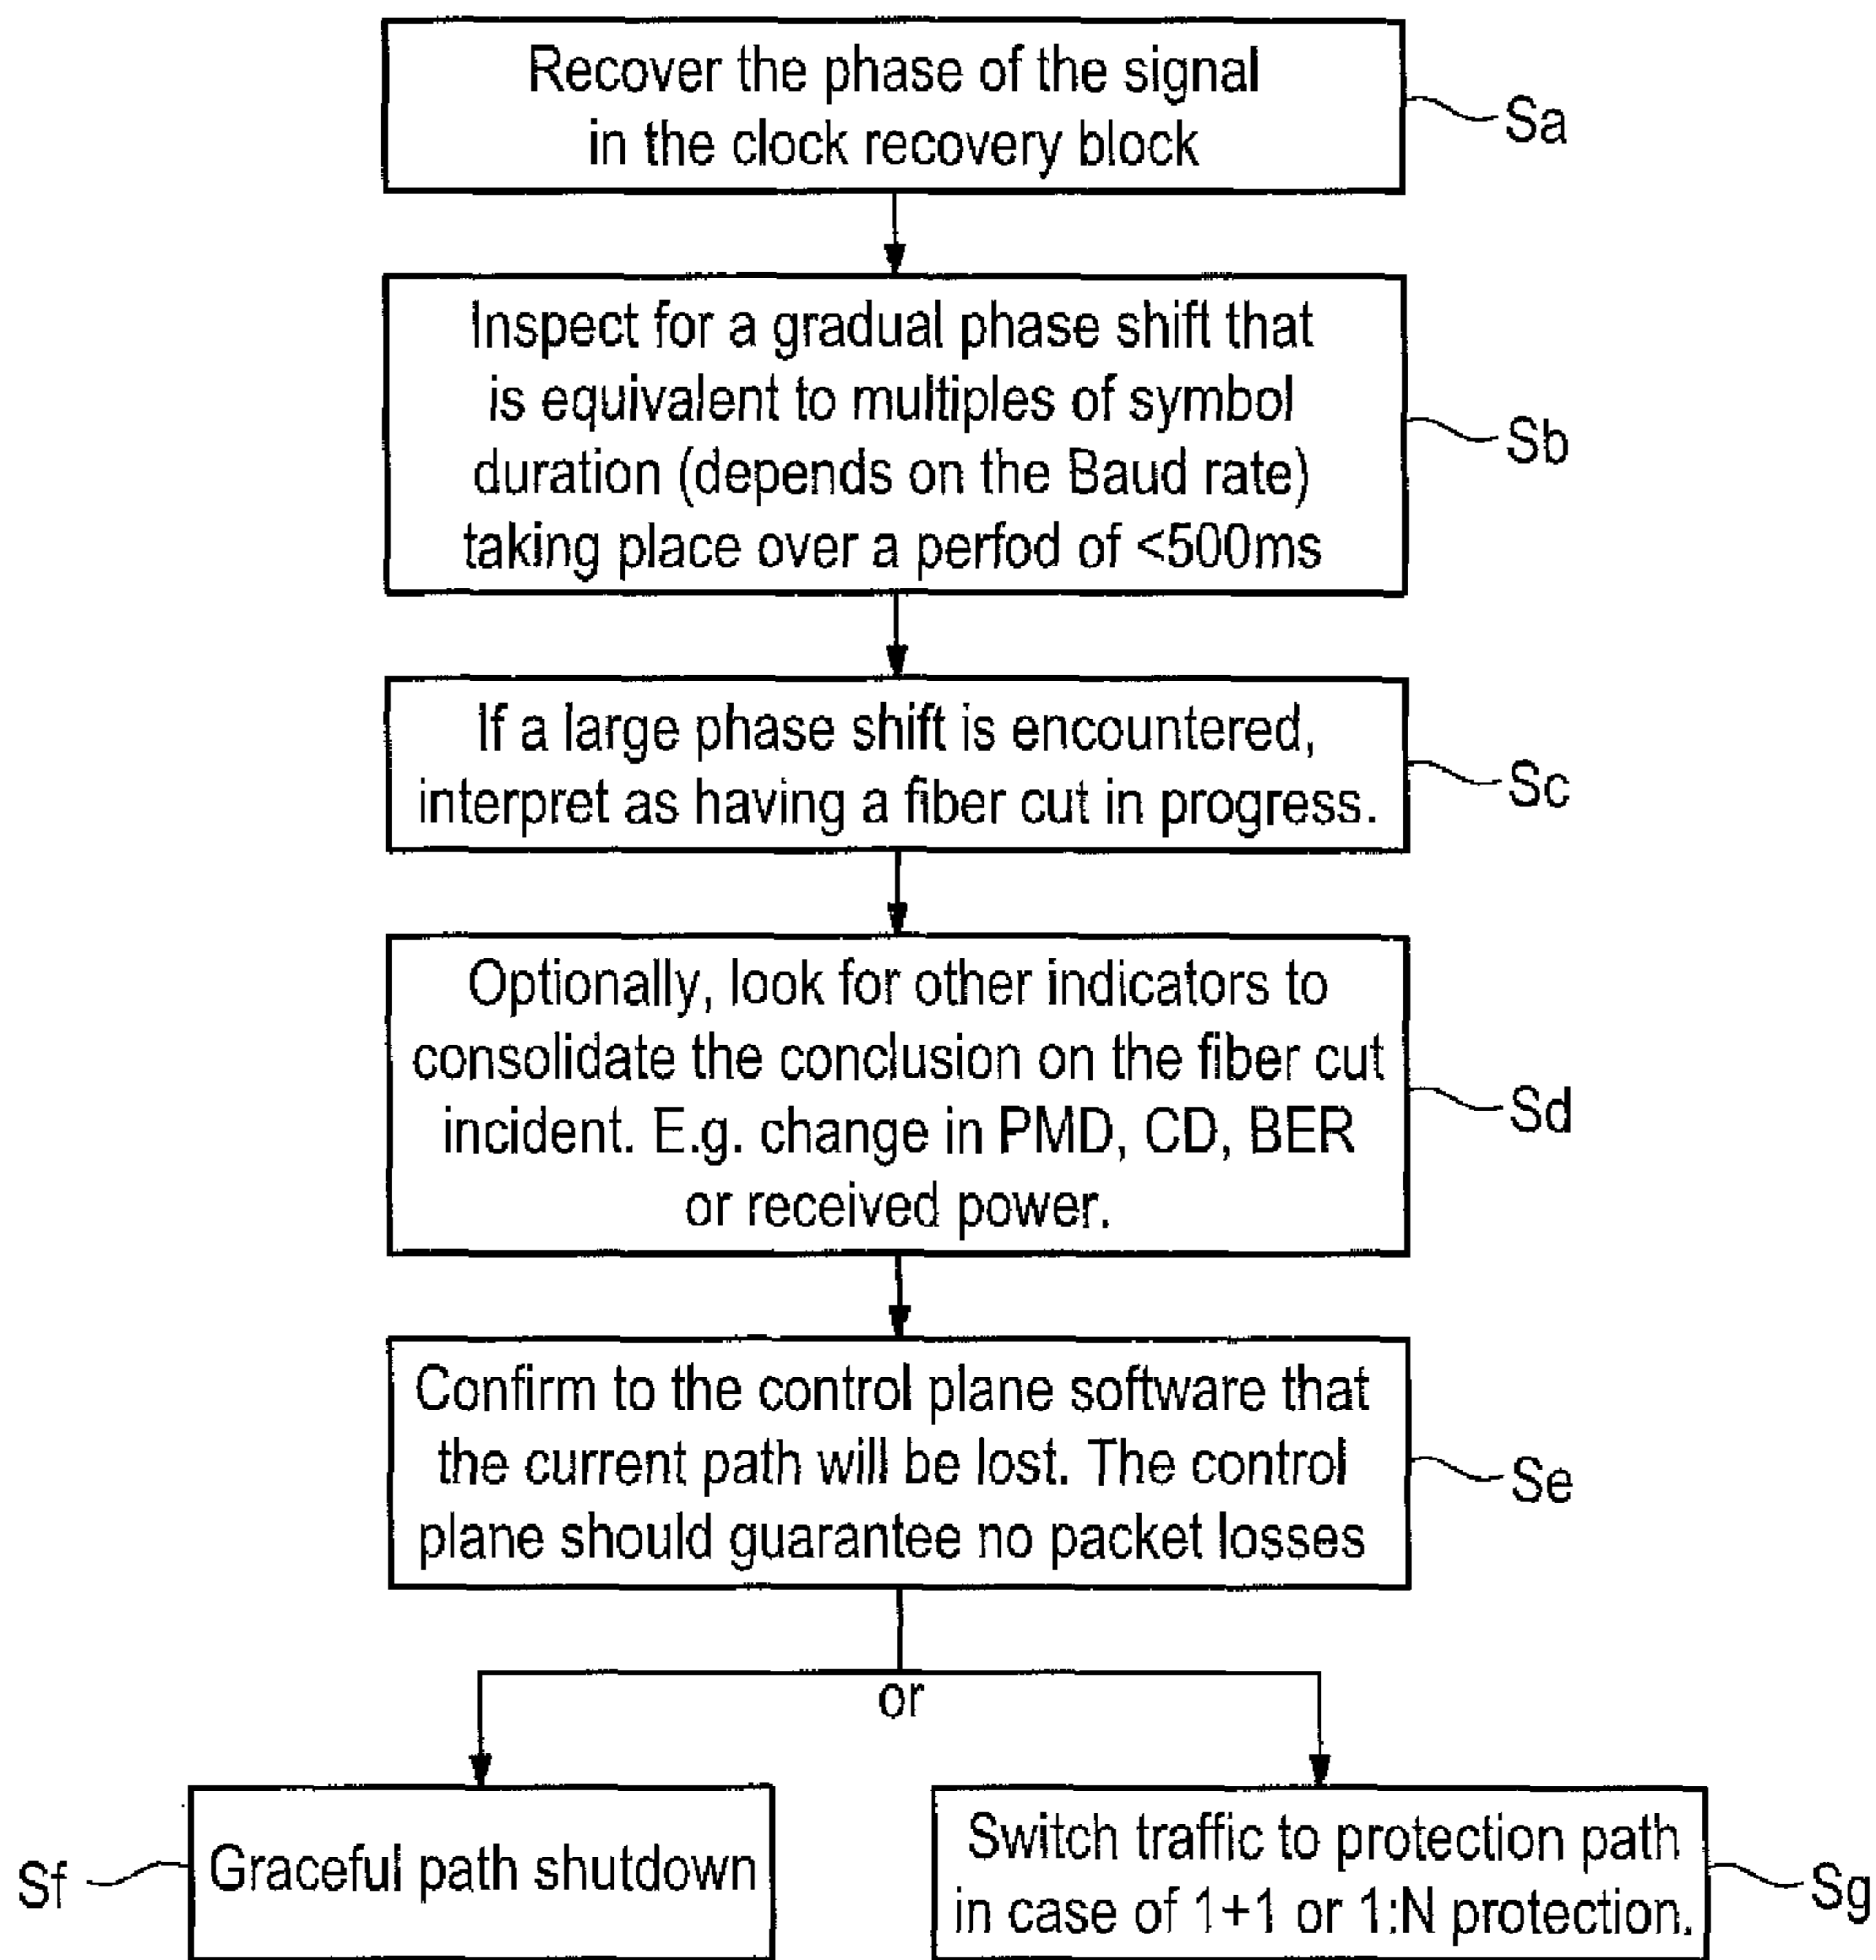 Recover the phase of the signal
in the clock recovery block
Sa
Inspect for a gradual phase shift that
is equivalent to multiples of symbol
duration (depends on the Baud rate)
taking place over a perfod of <500ms
Sb
If a large phase shift is encountered,
interpret as having a fiber cut in progress.
Sc
Optionally, look for other indicators to
consolidate the conclusion on the fiber cut
incident. E.g. change in PMD, CD, BER
or received power.
Sd
Confirm to the control plane software that
the current path will be lost. The control
plane should guarantee no packet losses
Se
or
Sf
Graceful path shutdown
Switch traffic to protection path
in case of 1+1 or 1:N protection.
Sg